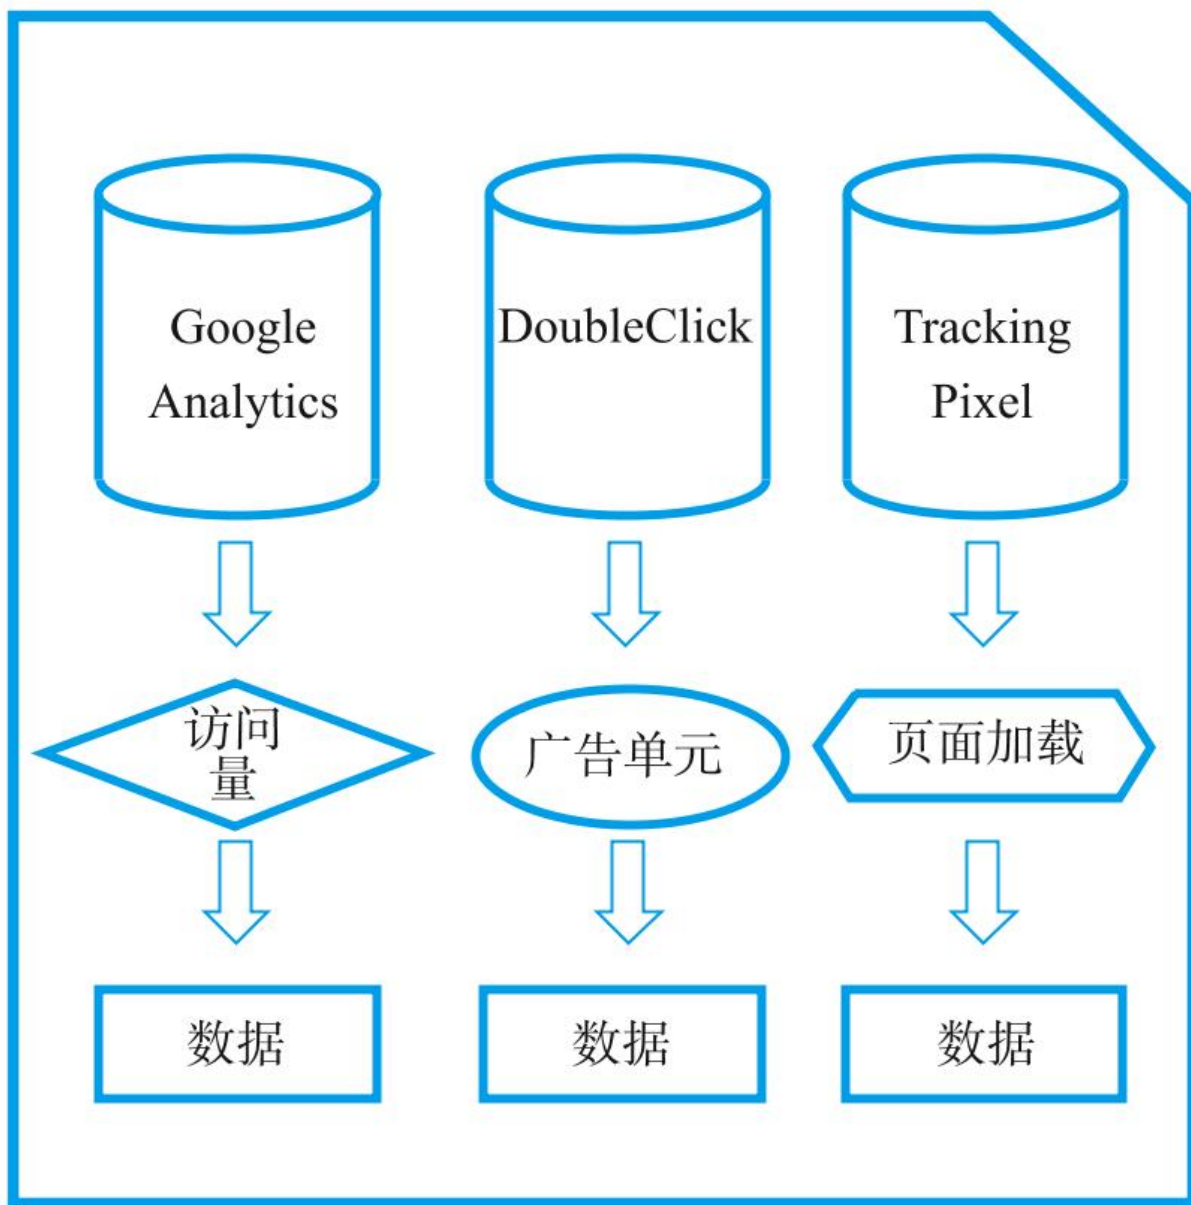 Google
Analytics
DoubleClick
Tracking
Pixel
访问
量
广告单元
页面加载
数据
数据
数据